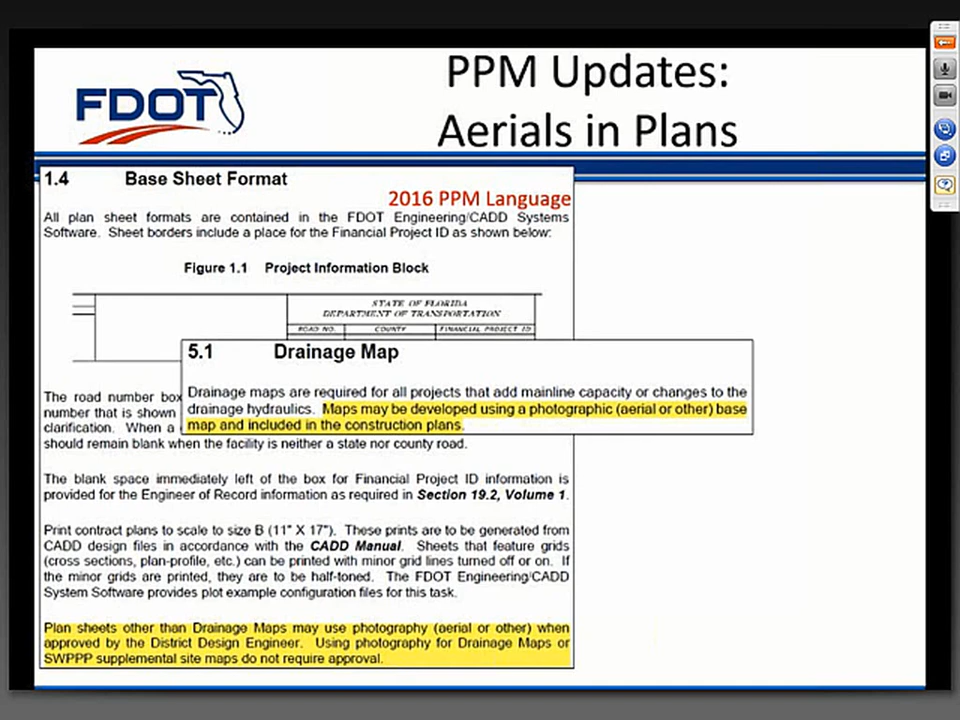 FDOT
PPM Updates:
Aerials in Plans
1.4 Base Sheet Format
2016 PPM Language
All plan sheet formats are contained in the FDOT Engineering/CADD Systems
Software. Sheet borders include a place for the Financial Project ID as shown below:
Figure 1.1 Project Information Block
STATE OF FLORIDA
DEPARTMENT OF TRANSPORTATION
ROAD NO. COUNTY FINANCIAL PROJECT ID
5.1 Drainage Map
Drainage maps are required for all projects that add mainline capacity or changes to the
drainage hydraulics. Maps may be developed using a photographic (aerial or other) base
map and included in the construction plans.
The road number box
number that is shown
clarification. When a
should remain blank when the facility is neither a state nor county road.
The blank space immediately left of the box for Financial Project ID information is
provided for the Engineer of Record information as required in Section 19.2, Volume 1.
Print contract plans to scale to size B (11" X 17"). These prints are to be generated from
CADD design files in accordance with the CADD Manual. Sheets that feature grids
(cross sections, plan-profile, etc.) can be printed with minor grid lines turned off or on. If
the minor grids are printed, they are to be half-toned. The FDOT Engineering/CADD
System Software provides plot example configuration files for this task.
Plan sheets other than Drainage Maps may use photography (aerial or other) when
approved by the District Design Engineer. Using photography for Drainage Maps or
SWPPP supplemental site maps do not require approval.